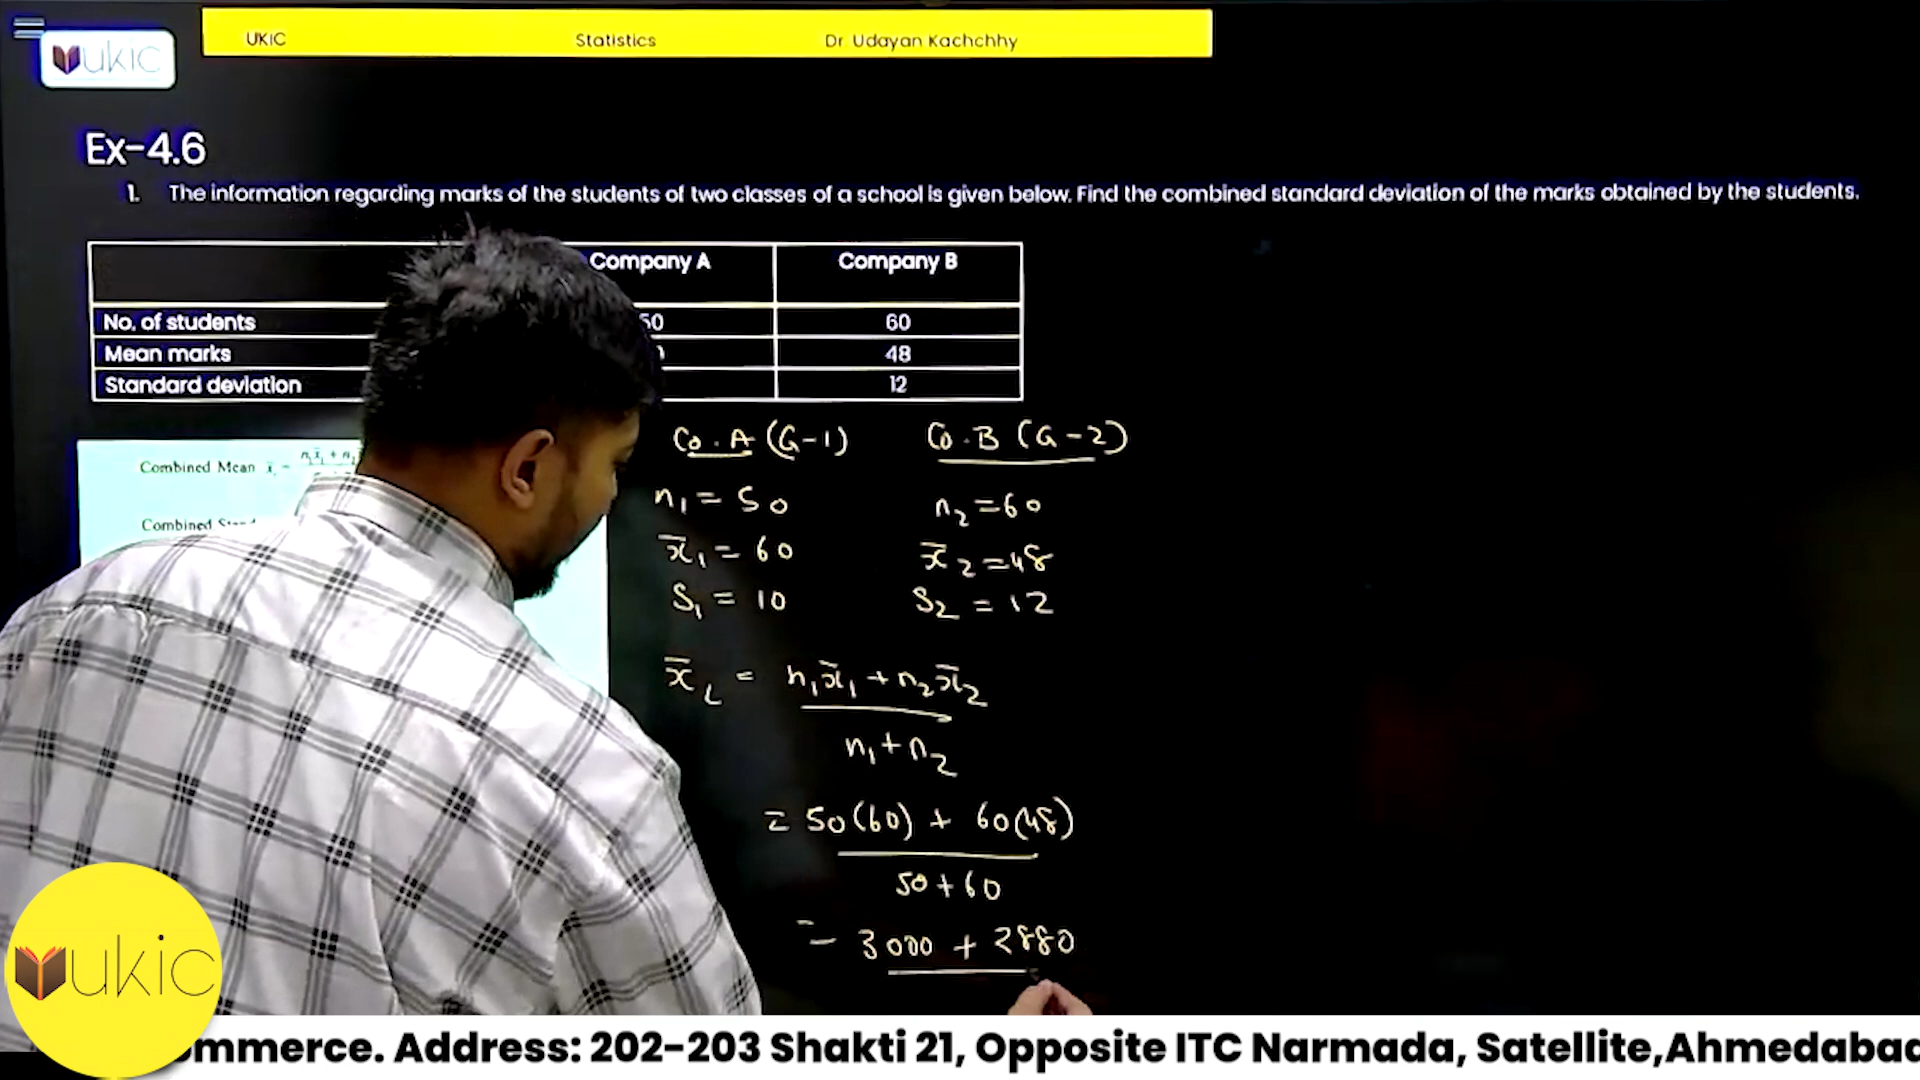 UKIC Statistics Dr. Udayan Kachchhy
ukic
Ex-4.6
1. The information regarding marks of the students of two classes of a school is given below. Find the combined standard deviation of the marks obtained by the students.
Company A Company B
No. of students 50 60
Mean marks 48
Standard deviation 12
Combined Mean
Combined
Co. A (G-1) Co. B (G-2)
n₁ = 50 n₂ = 60
x̄₁ = 60 x̄₂ = 48
S₁ = 10 S₂ = 12
x̄c = n₁x̄₁ + n₂x̄₂
n₁ + n₂
= 50(60) + 60(48)
50 + 60
= 3000 + 2880
ukic
ommerce. Address: 202-203 Shakti 21, Opposite ITC Narmada, Satellite,Ahmedabad